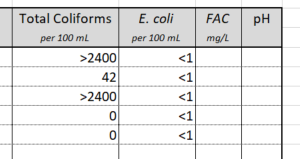 Total Coliforms E. coli FAC pH
per 100 mL per 100 mL mg/L
>2400 <1
42 <1
>2400 <1
0 <1
0 <1